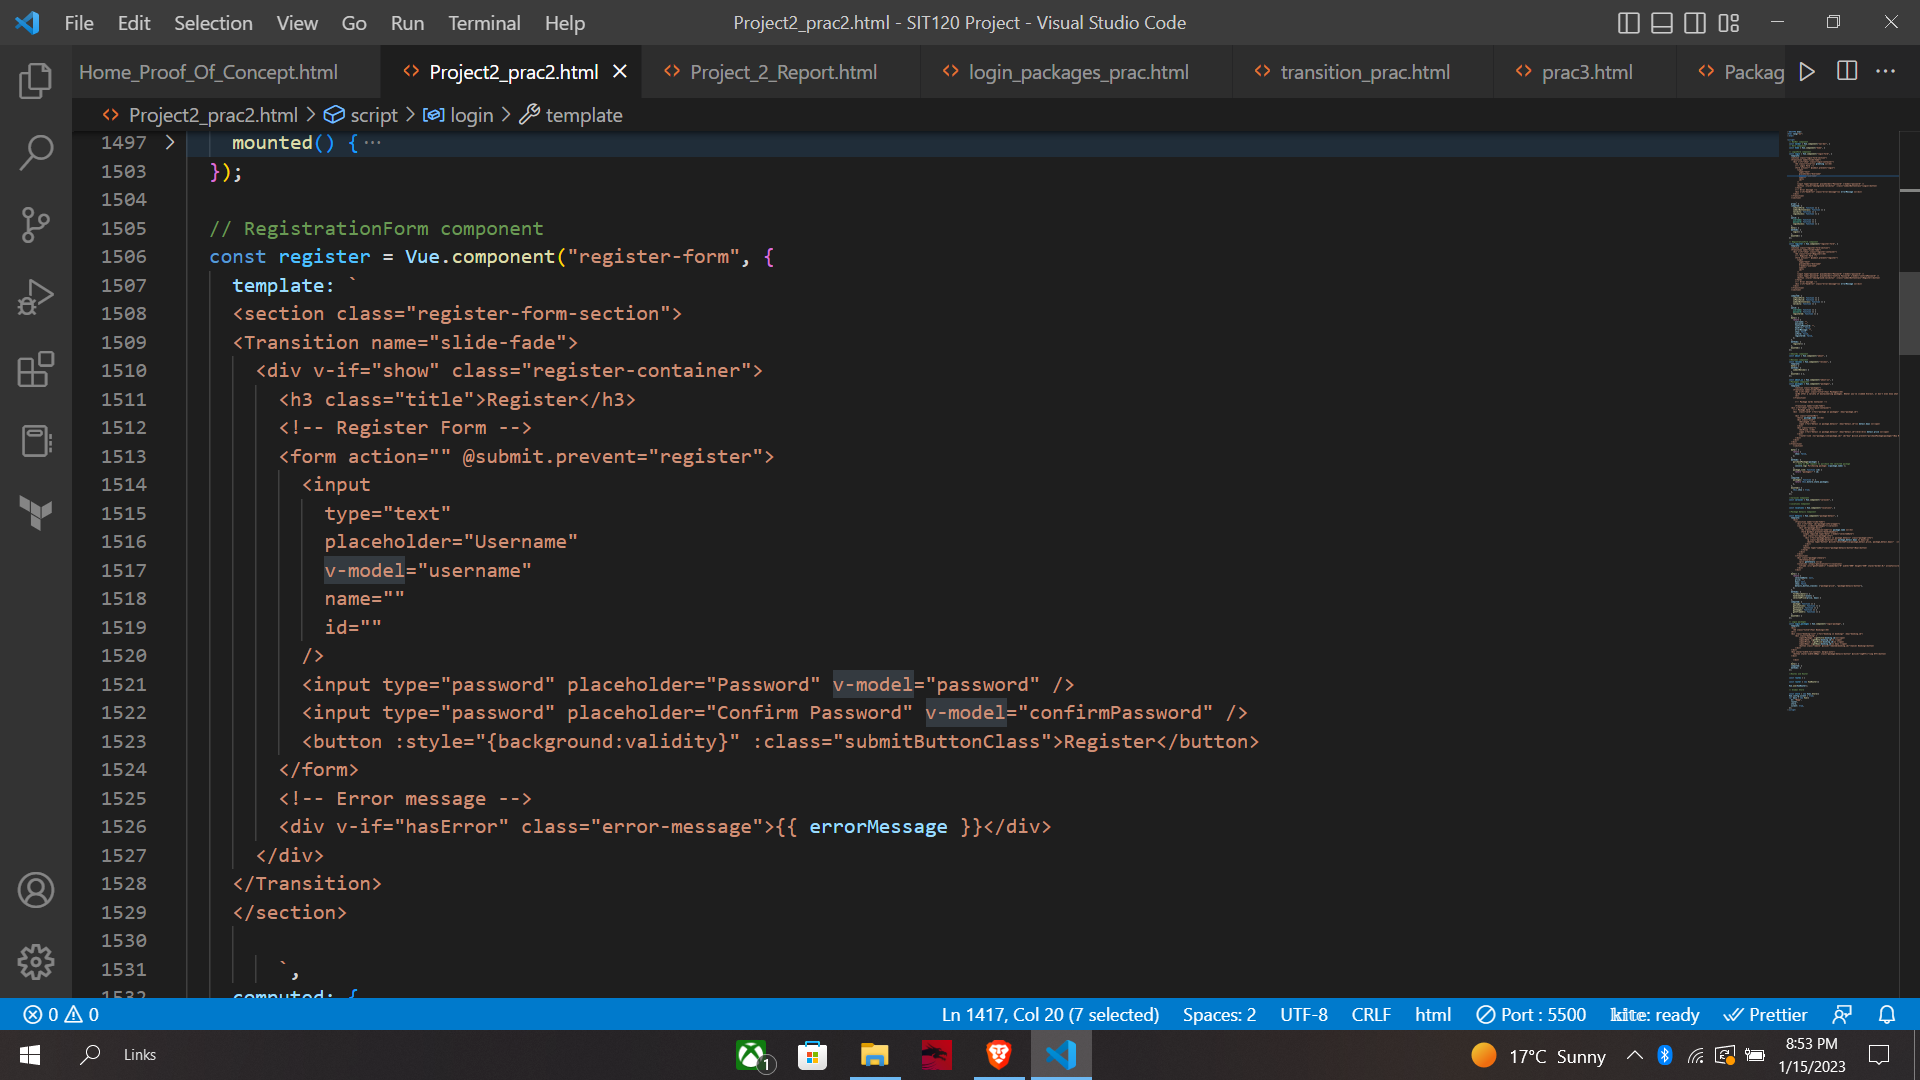 File Edit Selection View Go Run Terminal Help
Project2_prac2.html - SIT120 Project - Visual Studio Code
Home_Proof_Of_Concept.html
Project2_prac2.html
Project_2_Report.html
login_packages_prac.html
transition_prac.html
prac3.html
Packag
Project2_prac2.html > script > login > template
1497 mounted() { ···
1503 });
1504
1505 // RegistrationForm component
1506 const register = Vue.component("register-form", {
1507 template: `
1508 <section class="register-form-section">
1509 <Transition name="slide-fade">
1510 <div v-if="show" class="register-container">
1511 <h3 class="title">Register</h3>
1512 <!-- Register Form -->
1513 <form action="" @submit.prevent="register">
1514 <input
1515 type="text"
1516 placeholder="Username"
1517 v-model="username"
1518 name=""
1519 id=""
1520 />
1521 <input type="password" placeholder="Password" v-model="password" />
1522 <input type="password" placeholder="Confirm Password" v-model="confirmPassword" />
1523 <button :style="{background:validity}" :class="submitButtonClass">Register</button>
1524 </form>
1525 <!-- Error message -->
1526 <div v-if="hasError" class="error-message">{{ errorMessage }}</div>
1527 </div>
1528 </Transition>
1529 </section>
1530
1531 `,
1532 computed: {
0 0
Ln 1417, Col 20 (7 selected)
Spaces: 2
UTF-8
CRLF
html
Port : 5500
kite: ready
Prettier
Links
1
17°C Sunny
8:53 PM
1/15/2023